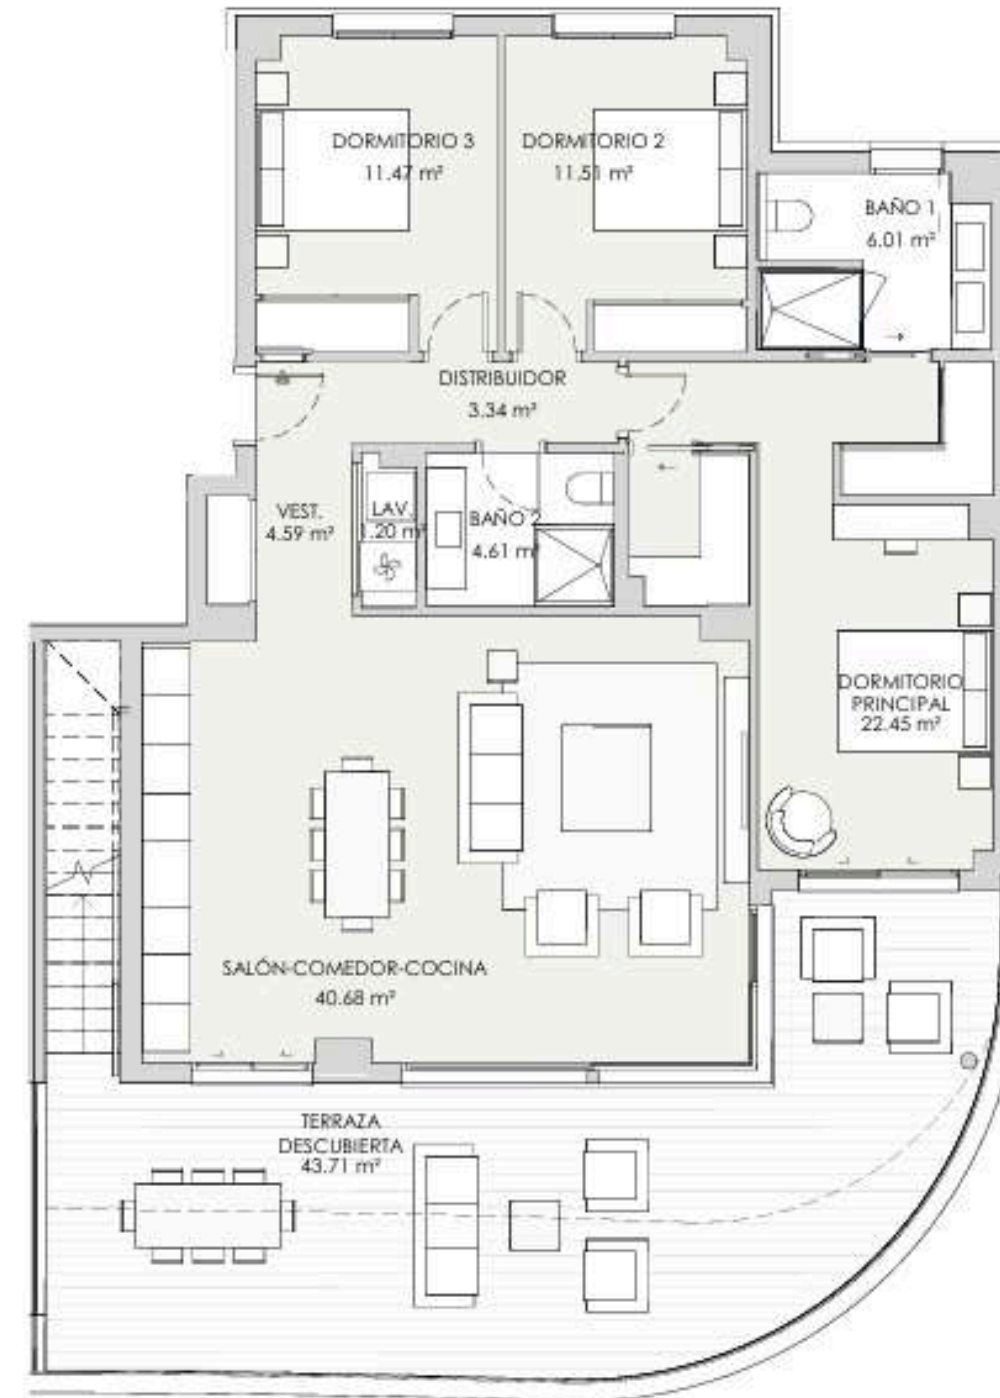 DORMITORIO 3
11.47 m²
DORMITORIO 2
11.51 m²
BAÑO 1
6.01 m²
DISTRIBUIDOR
3.34 m²
VEST.
4.59 m²
LAV.
1.20 m²
BAÑO 2
4.61 m²
DORMITORIO
PRINCIPAL
22.45 m²
SALÓN-COMEDOR-COCINA
40.68 m²
TERRAZA
DESCUBIERTA
43.71 m²